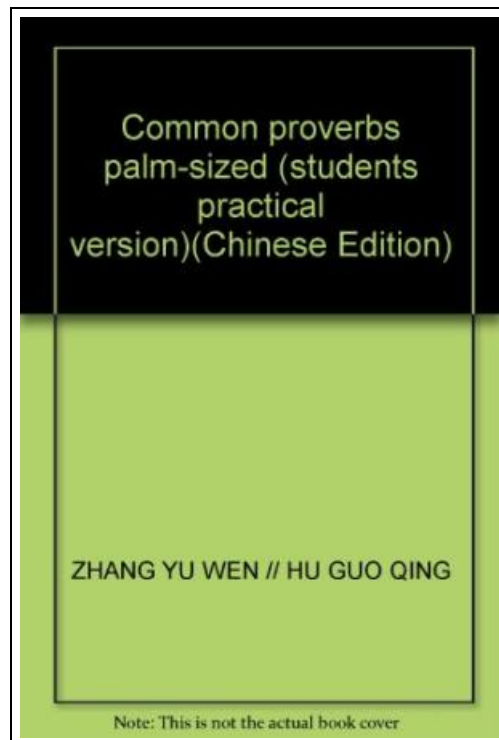 Common proverbs
palm-sized (students
practical
version)(Chinese Edition)
ZHANG YU WEN // HU GUO QING
Note: This is not the actual book cover